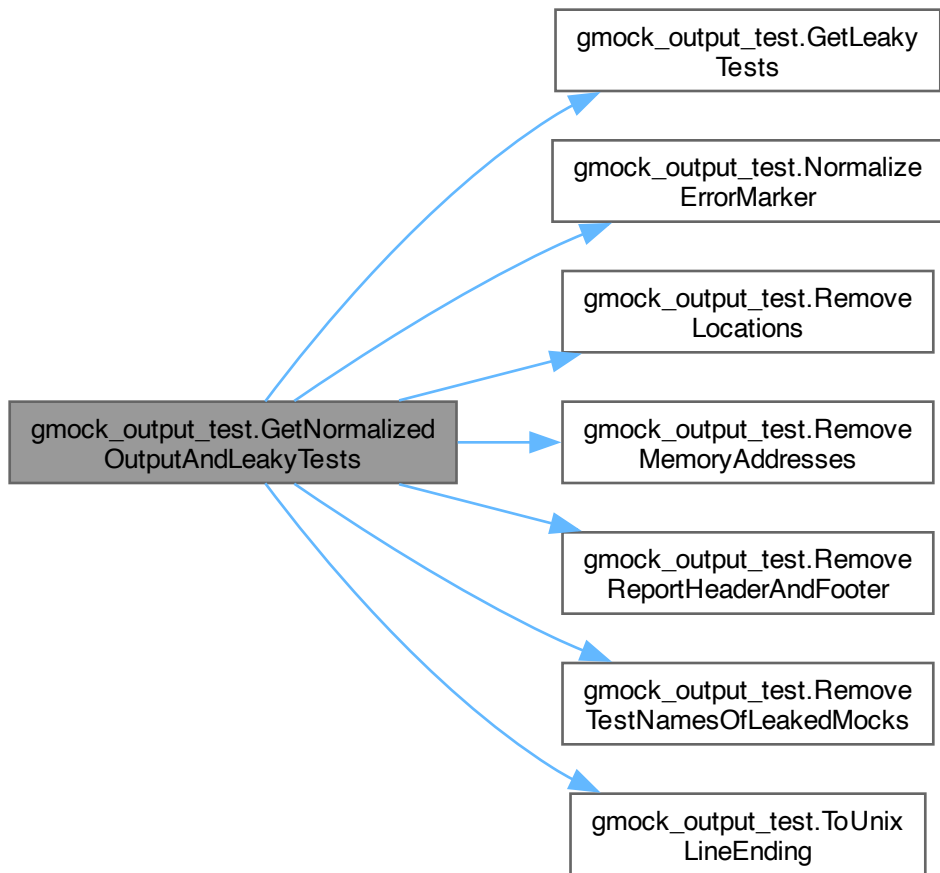 gmock_output_test.GetLeaky
Tests
gmock_output_test.Normalize
ErrorMarker
gmock_output_test.Remove
Locations
gmock_output_test.GetNormalized
OutputAndLeakyTests
gmock_output_test.Remove
MemoryAddresses
gmock_output_test.Remove
ReportHeaderAndFooter
gmock_output_test.Remove
TestNamesOfLeakedMocks
gmock_output_test.ToUnix
LineEnding